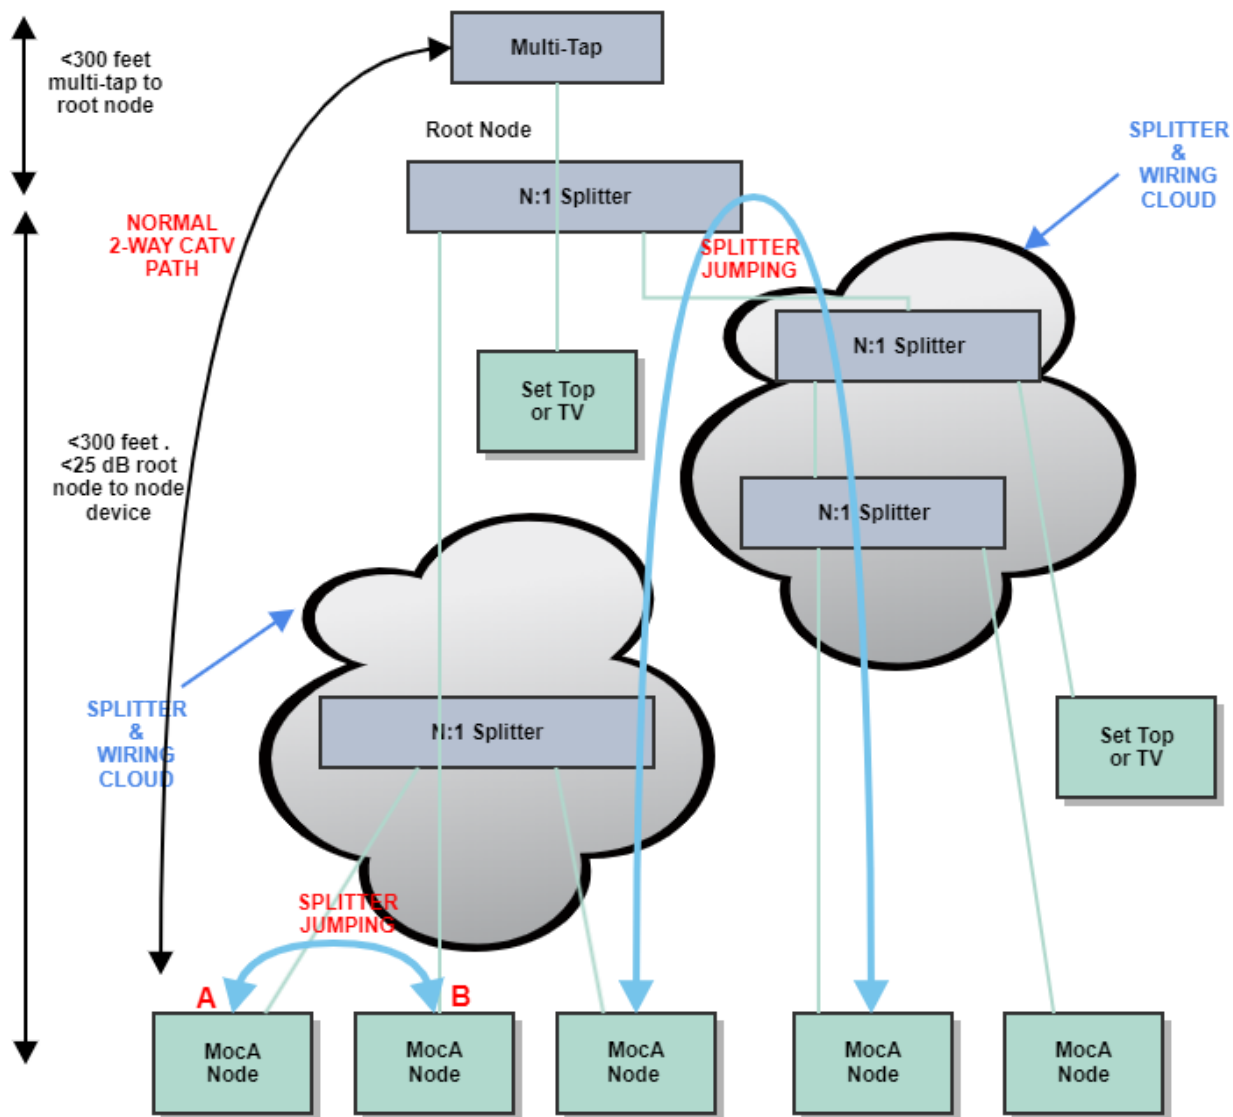 <300 feet
multi-tap to
root node
Multi-Tap
Root Node
N:1 Splitter
SPLITTER
&
WIRING
CLOUD
NORMAL
2-WAY CATV
PATH
SPLITTER
JUMPING
N:1 Splitter
Set Top
or TV
<300 feet .
<25 dB root
node to node
device
N:1 Splitter
SPLITTER
&
WIRING
CLOUD
N:1 Splitter
Set Top
or TV
SPLITTER
JUMPING
A
B
MocA
Node
MocA
Node
MocA
Node
MocA
Node
MocA
Node